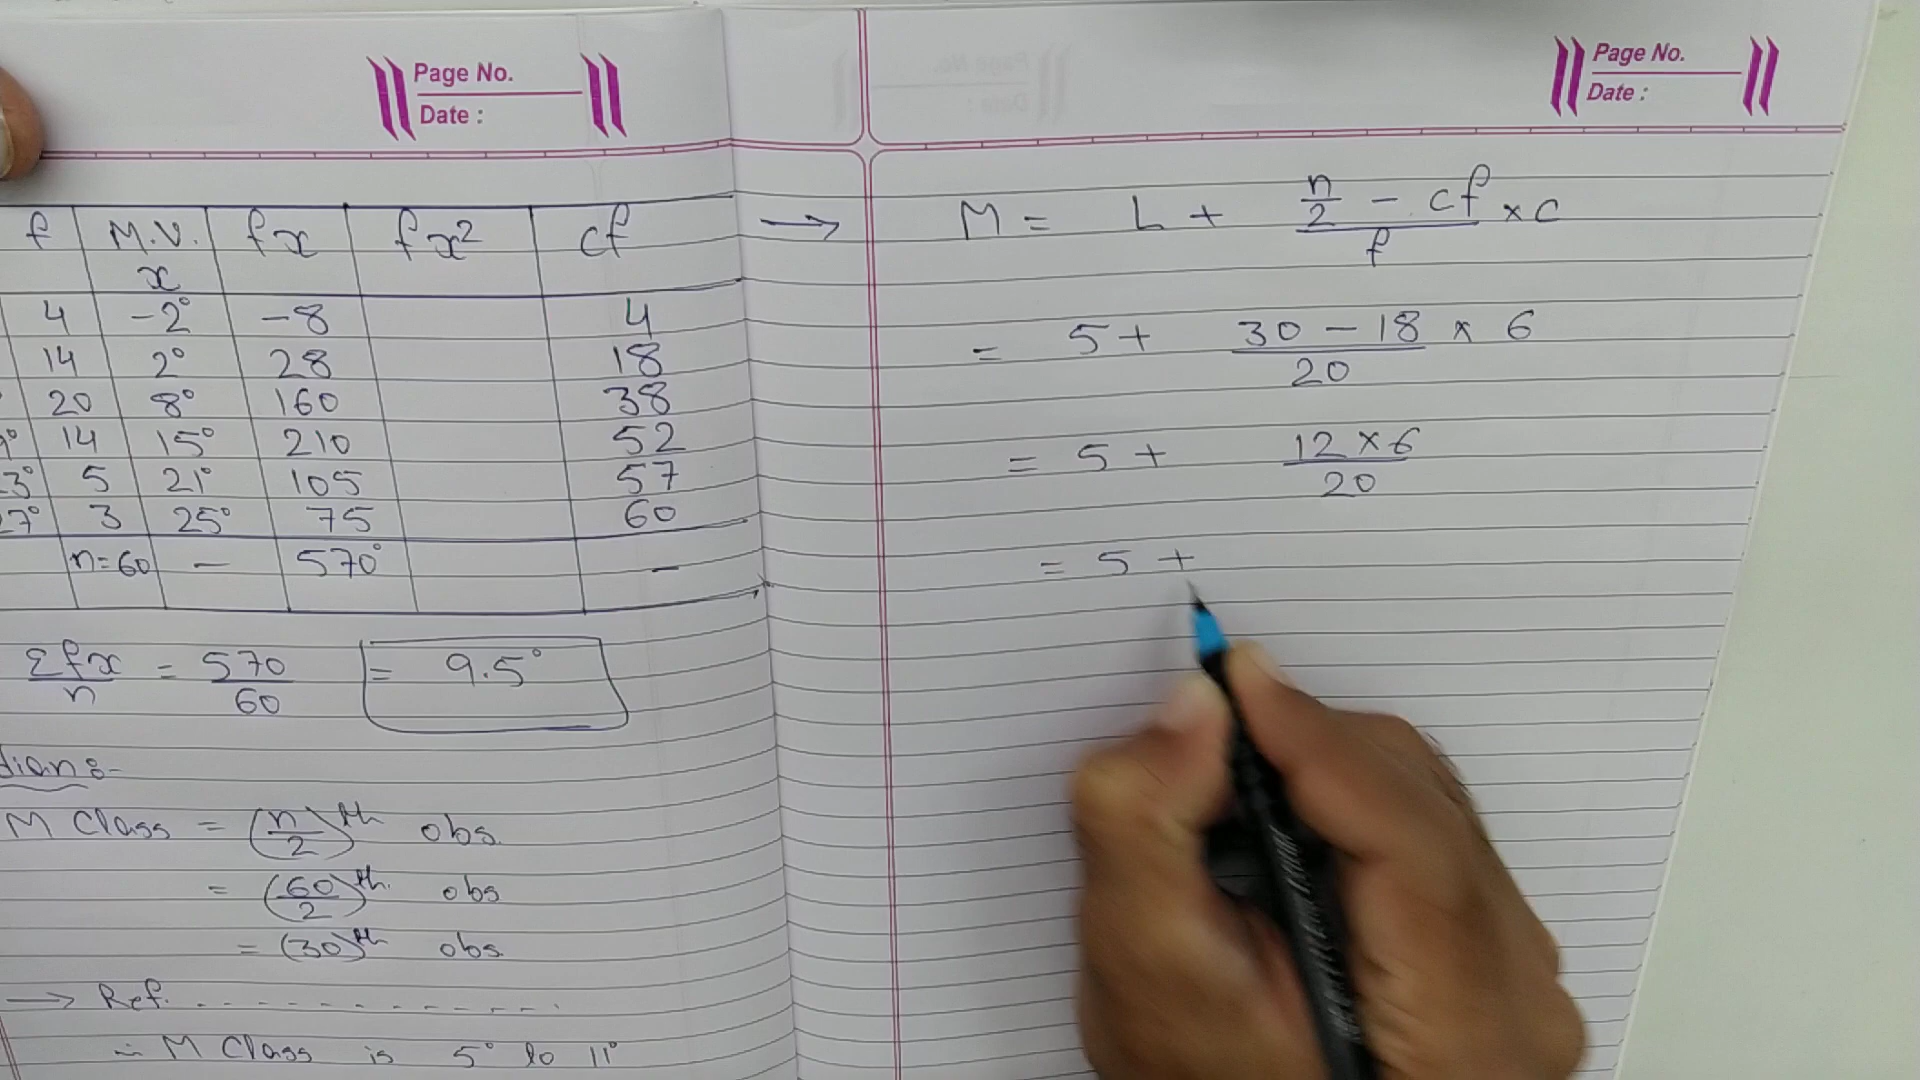 Page No.
Date :
f M.V. x fx fx² cf
4 -2° -8 4
14 2° 28 18
20 8° 160 38
9° 14 15° 210 52
23° 5 21° 105 57
27° 3 25° 75 60
n=60 — 570° —
Σfx/n = 570/60 = 9.5°
M Class = (n/2)th obs.
= (60/2)th. obs
= (30)th obs.
→ Ref. - - - - - - - - - - - - -
∴ M Class is 5° to 11°
Page No.
Date :
→ M = L + n/2 - cf / f × c
= 5 + 30 - 18 / 20 × 6
= 5 + 12 × 6 / 20
= 5 +